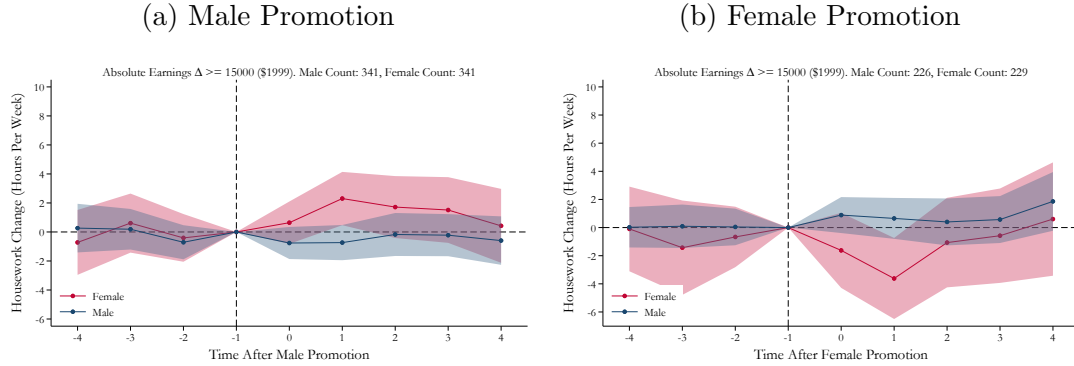 (a) Male Promotion
Absolute Earnings Δ >= 15000 ($1999). Male Count: 341, Female Count: 341
Housework Change (Hours Per Week)
10
8
6
4
2
0
-2
-4
-6
Female
Male
-4 -3 -2 -1 0 1 2 3 4
Time After Male Promotion
(b) Female Promotion
Absolute Earnings Δ >= 15000 ($1999). Male Count: 226, Female Count: 229
Housework Change (Hours Per Week)
10
8
6
4
2
0
-2
-4
-6
Female
Male
-4 -3 -2 -1 0 1 2 3 4
Time After Female Promotion